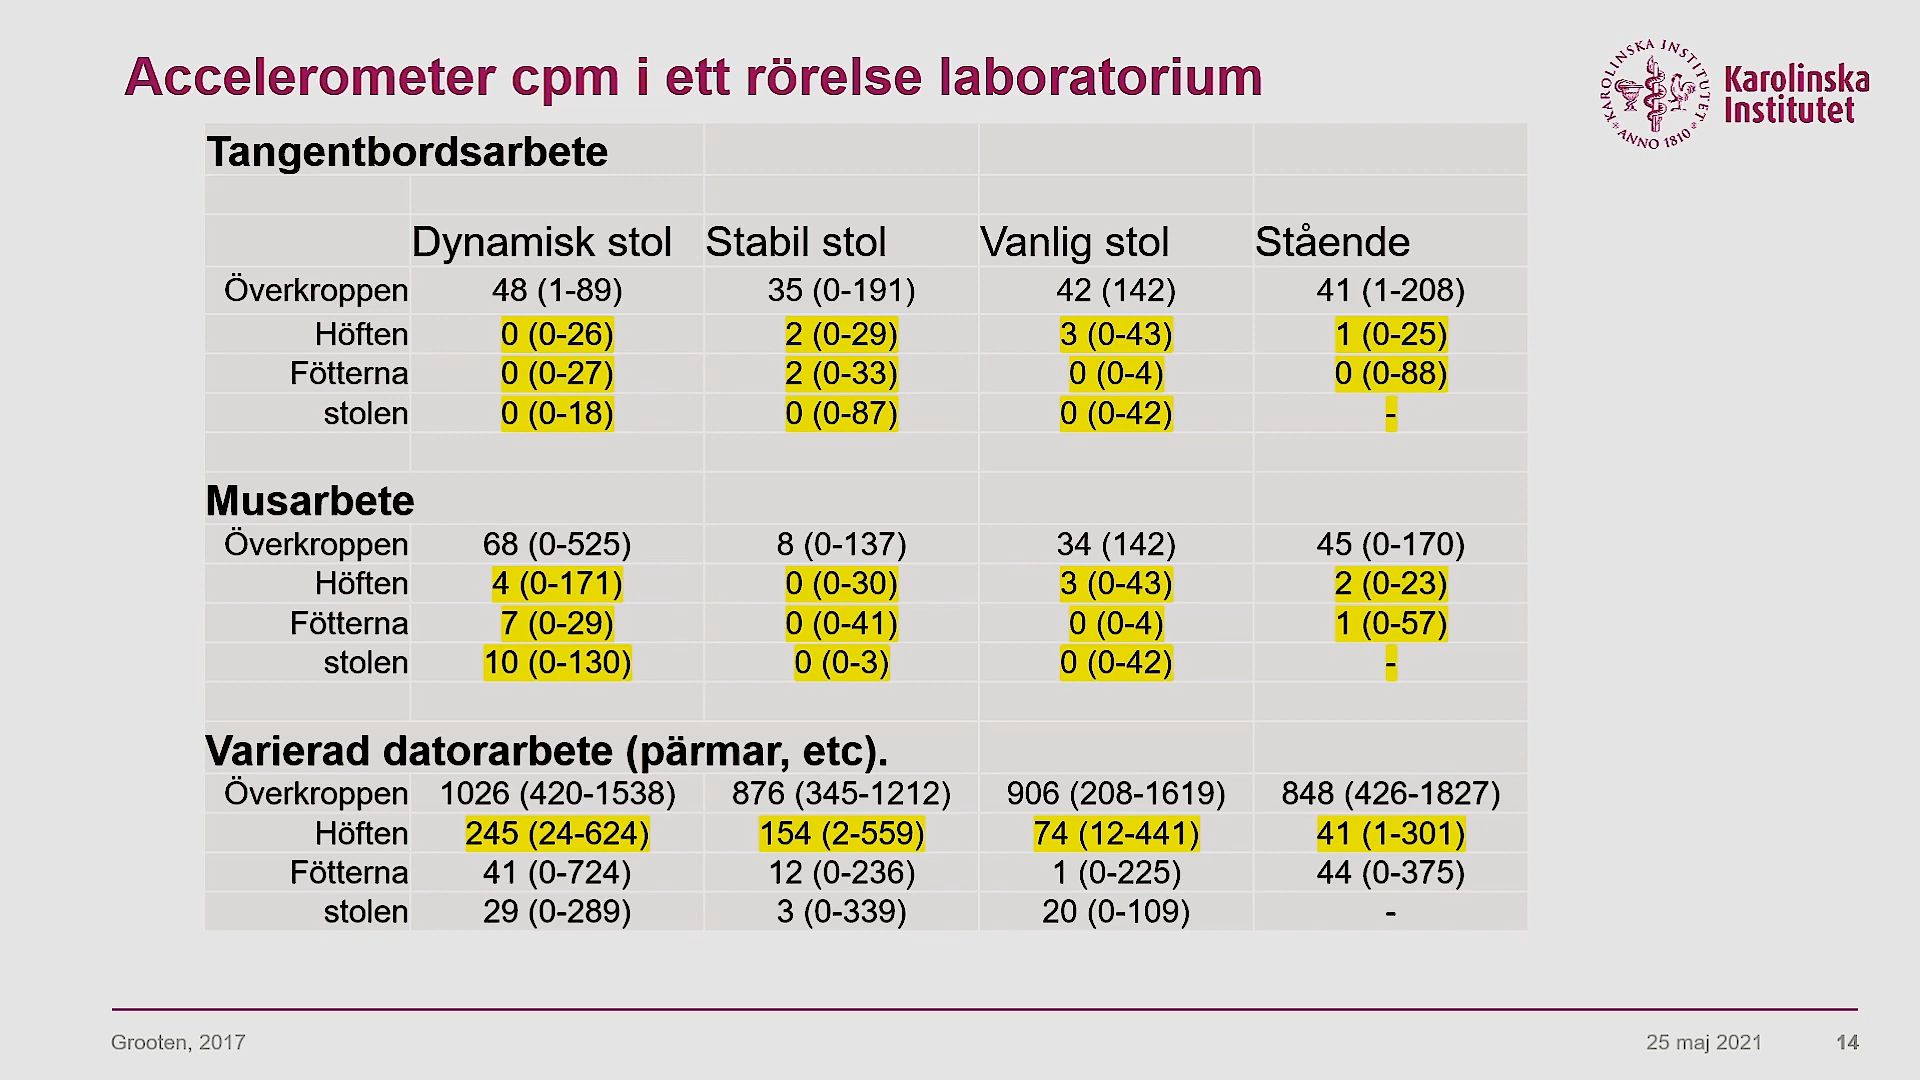 Accelerometer cpm i ett rörelse laboratorium
KAROLINSKA INSTITUTET ANNO 1810
Karolinska
Institutet
Tangentbordsarbete
Dynamisk stol Stabil stol Vanlig stol Stående
Överkroppen 48 (1-89) 35 (0-191) 42 (142) 41 (1-208)
Höften 0 (0-26) 2 (0-29) 3 (0-43) 1 (0-25)
Fötterna 0 (0-27) 2 (0-33) 0 (0-4) 0 (0-88)
stolen 0 (0-18) 0 (0-87) 0 (0-42) -
Musarbete
Överkroppen 68 (0-525) 8 (0-137) 34 (142) 45 (0-170)
Höften 4 (0-171) 0 (0-30) 3 (0-43) 2 (0-23)
Fötterna 7 (0-29) 0 (0-41) 0 (0-4) 1 (0-57)
stolen 10 (0-130) 0 (0-3) 0 (0-42) -
Varierad datorarbete (pärmar, etc).
Överkroppen 1026 (420-1538) 876 (345-1212) 906 (208-1619) 848 (426-1827)
Höften 245 (24-624) 154 (2-559) 74 (12-441) 41 (1-301)
Fötterna 41 (0-724) 12 (0-236) 1 (0-225) 44 (0-375)
stolen 29 (0-289) 3 (0-339) 20 (0-109) -
Grooten, 2017 25 maj 2021 14